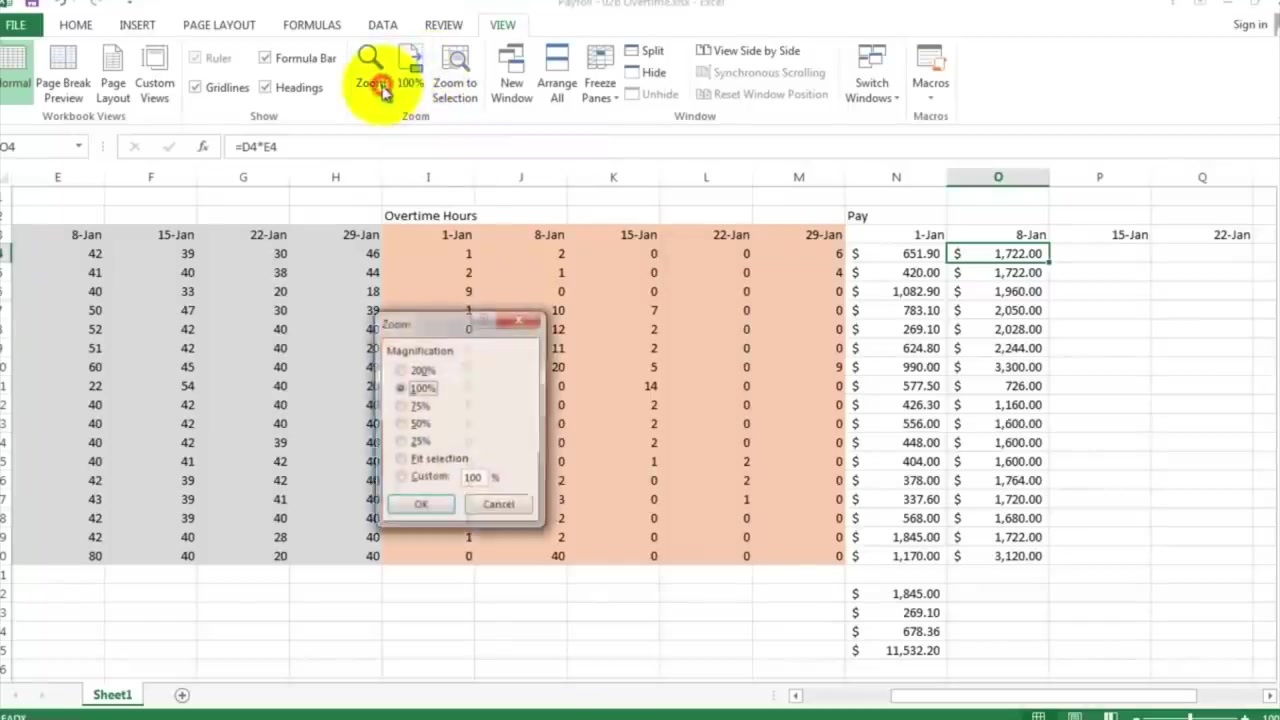 Payroll - 02b Overtime.xlsx - Excel
FILE HOME INSERT PAGE LAYOUT FORMULAS DATA REVIEW VIEW Sign in
Normal Page Break Preview Page Layout Custom Views
Workbook Views
Ruler Formula Bar
Gridlines Headings
Show
Zoom 100% Zoom to Selection
Zoom
New Window Arrange All Freeze Panes
Split
Hide
Unhide
View Side by Side
Synchronous Scrolling
Reset Window Position
Window
Switch Windows
Macros
Macros
O4 fx =D4*E4
E F G H I J K L M N O P Q
Overtime Hours Pay
8-Jan 15-Jan 22-Jan 29-Jan 1-Jan 8-Jan 15-Jan 22-Jan 29-Jan 1-Jan 8-Jan 15-Jan 22-Jan
42 39 30 46 1 2 0 0 6 $ 651.90 $ 1,722.00
41 40 38 44 2 1 0 0 4 $ 420.00 $ 1,722.00
40 33 20 18 9 0 0 0 0 $ 1,082.90 $ 1,960.00
50 47 30 39 1 10 7 0 0 $ 783.10 $ 2,050.00
52 42 40 0 12 2 0 0 $ 269.10 $ 2,028.00
51 42 40 11 2 0 0 $ 624.80 $ 2,244.00
60 45 40 20 5 0 9 $ 990.00 $ 3,300.00
22 54 40 0 14 0 0 $ 577.50 $ 726.00
40 42 40 0 2 0 0 $ 426.30 $ 1,160.00
40 42 40 0 2 0 0 $ 556.00 $ 1,600.00
40 42 39 0 2 0 0 $ 448.00 $ 1,600.00
40 41 42 0 1 2 0 $ 404.00 $ 1,600.00
42 39 42 0 0 2 0 $ 378.00 $ 1,764.00
43 39 41 3 0 1 0 $ 337.60 $ 1,720.00
42 39 40 2 0 0 0 $ 568.00 $ 1,680.00
42 40 28 40 1 2 0 0 0 $ 1,845.00 $ 1,722.00
80 40 20 40 0 40 0 0 0 $ 1,170.00 $ 3,120.00
$ 1,845.00
$ 269.10
$ 678.36
$ 11,532.20
Zoom
Magnification
200%
100%
75%
50%
25%
Fit selection
Custom: 100 %
OK Cancel
Sheet1